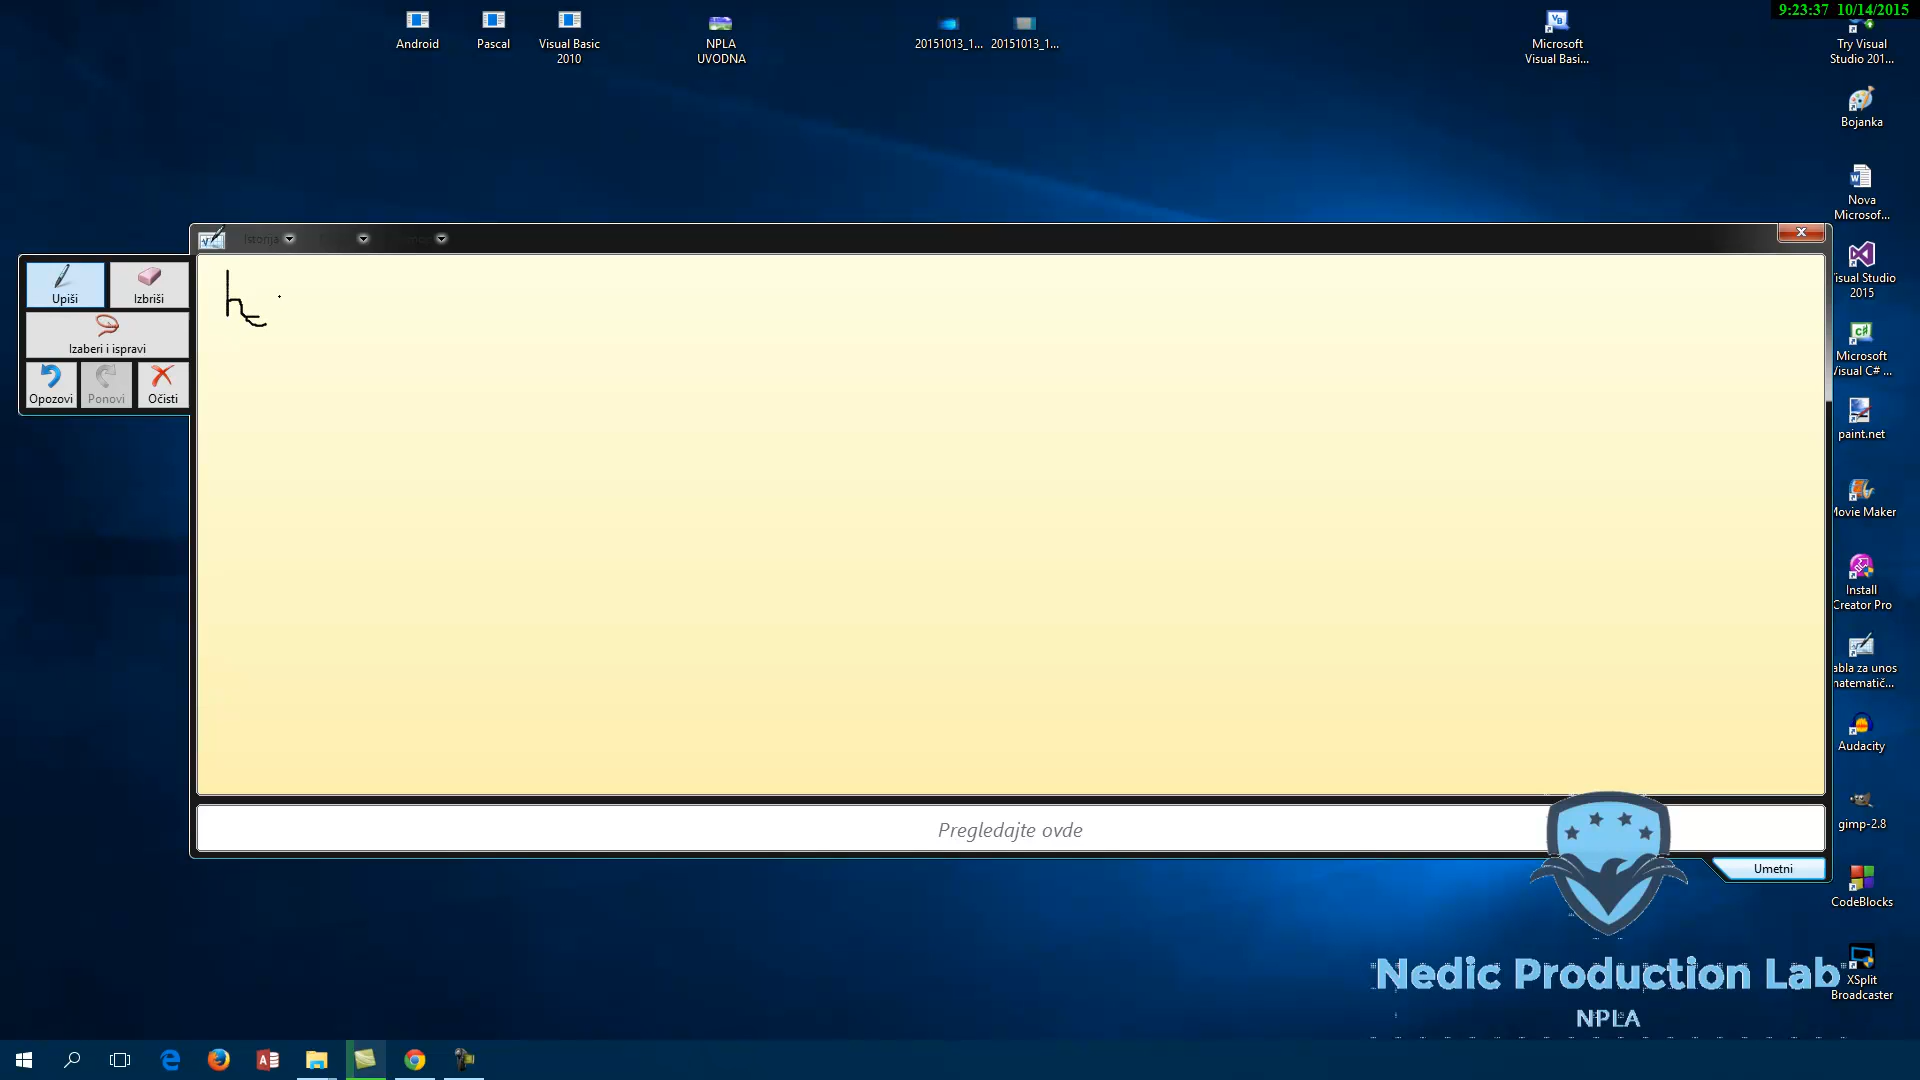 9:23:37 10/14/2015
Android
Pascal
Visual Basic
2010
NPLA
UVODNA
20151013_1...
20151013_1...
Microsoft
Visual Basi...
Try Visual
Studio 201...
Bojanka
Nova
Microsof...
isual Studio
2015
Microsoft
Visual C# ...
paint.net
Movie Maker
Install
Creator Pro
abla za unos
natematič...
Audacity
gimp-2.8
CodeBlocks
XSplit
Broadcaster
Istorija
Upiši
Izbriši
Izaberi i ispravi
Opozovi
Ponovi
Očisti
h
Pregledajte ovde
Umetni
Nedic Production Lab
NPLA